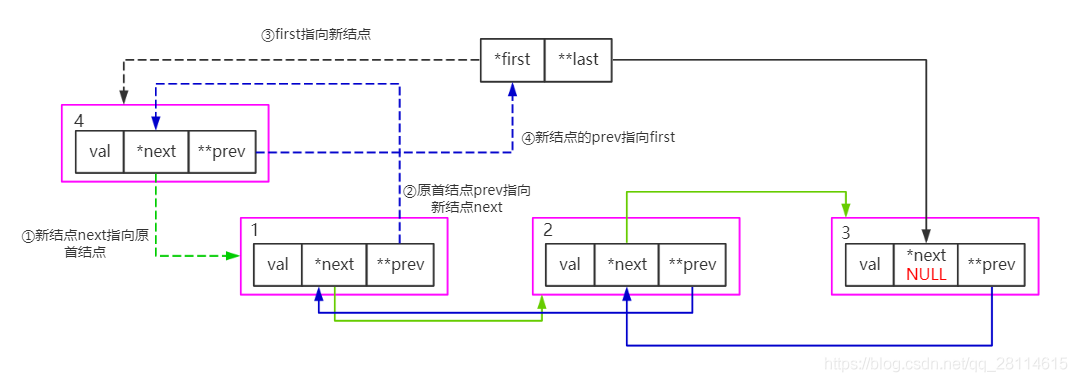 ③first指向新结点
*first **last
4
val *next **prev
④新结点的prev指向first
②原首结点prev指向
新结点next
①新结点next指向原
首结点
1
val *next **prev
2
val *next **prev
3
val *next **prev
NULL
https://blog.csdn.net/qq_28114615